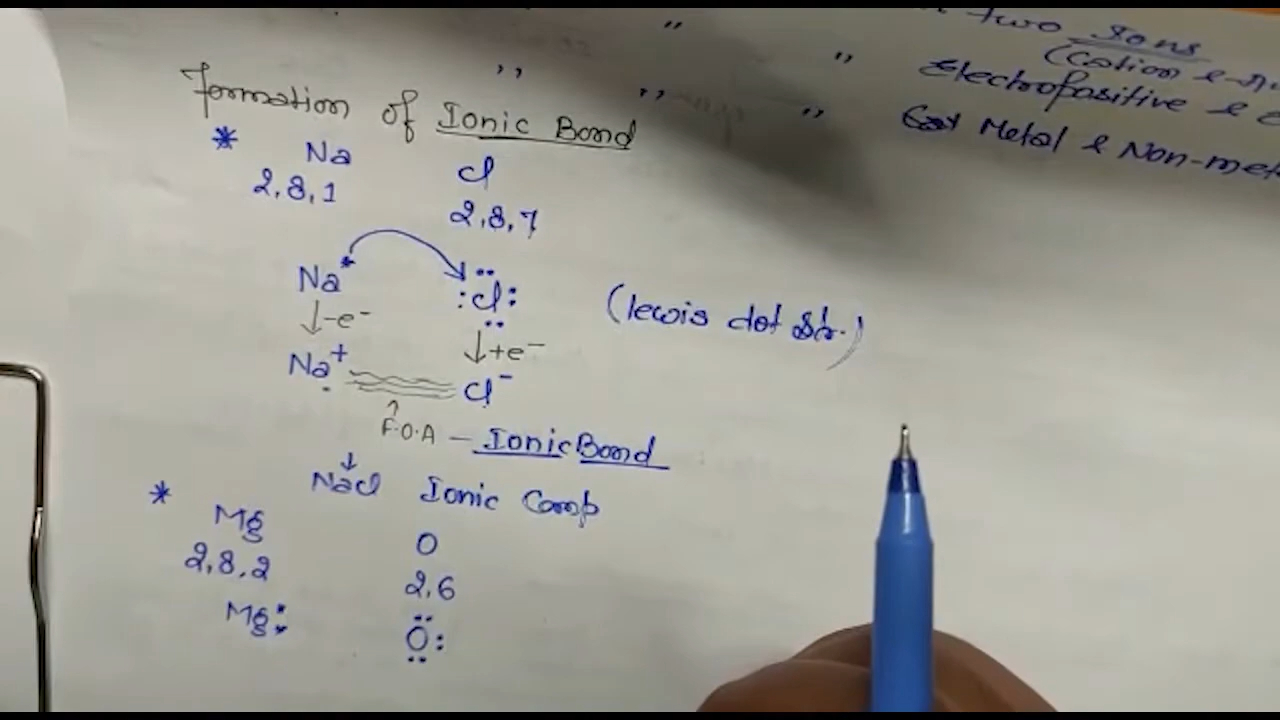 two Ions
(Cation &
Electropositive &
Metal & Non-met
Formation of Ionic Bond
* Na Cl
2,8,1 2,8,7
Na* :Cl: (lewis dot Str.)
↓-e⁻ ↓+e⁻
Na⁺ Cl⁻
F.O.A – Ionic Bond
↓
NaCl Ionic Comp
* Mg O
2,8,2 2,6
Mg: O: